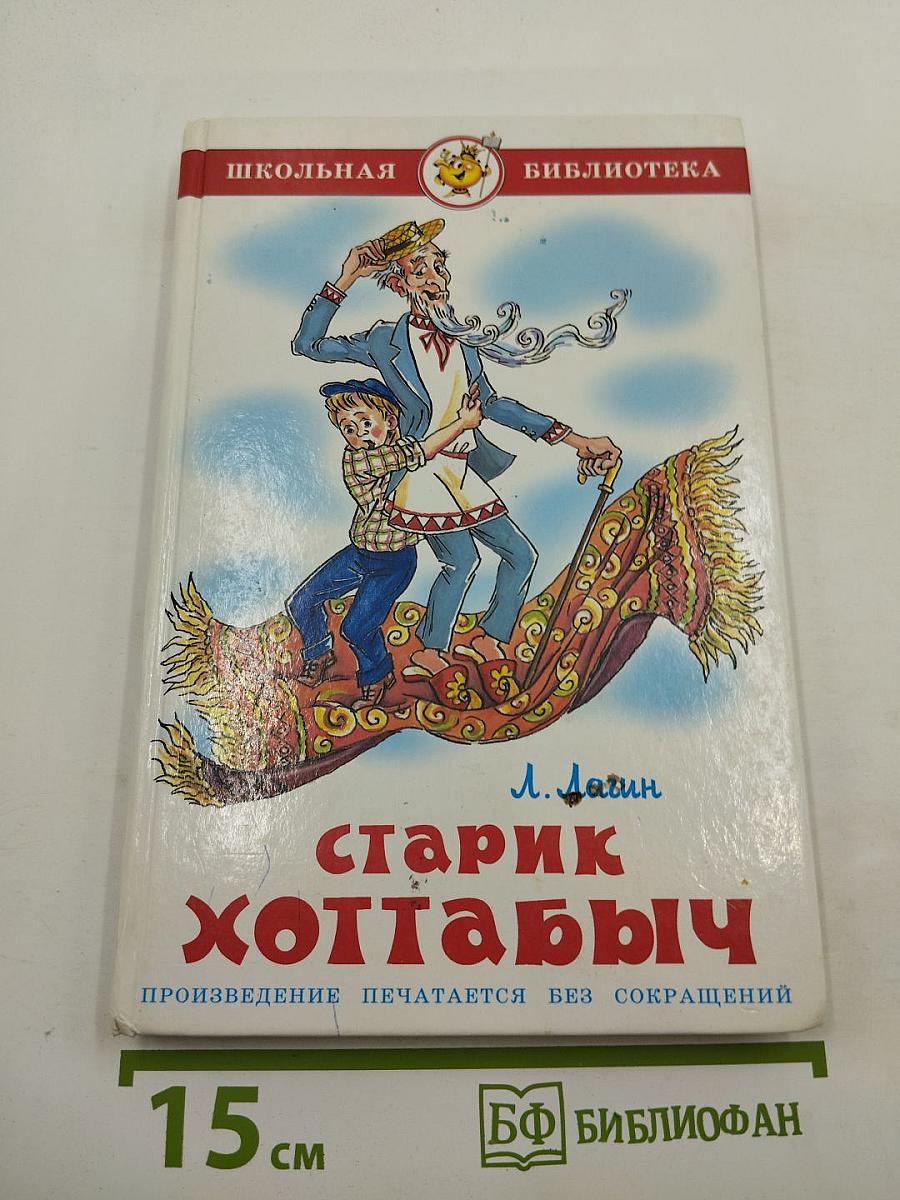 ШКОЛЬНАЯ БИБЛИОТЕКА
Л. Лагин
СТАРИК
ХОТТАБЫЧ
ПРОИЗВЕДЕНИЕ ПЕЧАТАЕТСЯ БЕЗ СОКРАЩЕНИЙ
15 см
БФ БИБЛИОФАН